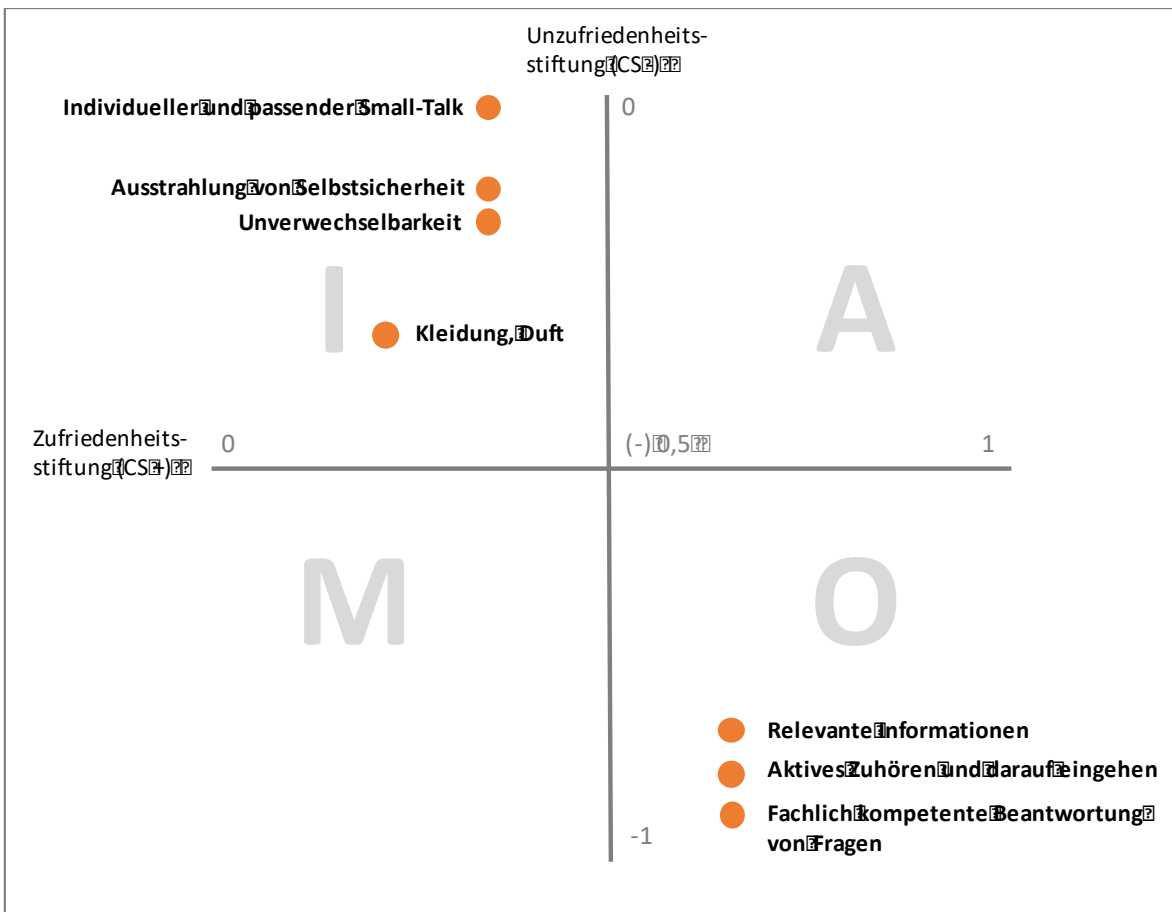 Unzufriedenheits-
stiftung (CS -)
Individueller und passender Small-Talk
0
Ausstrahlung von Selbstsicherheit
Unverwechselbarkeit
I
A
Kleidung, Duft
Zufriedenheits-
stiftung (CS +)
0
(-) 0,5
1
M
O
Relevante Informationen
Aktives Zuhören und darauf eingehen
Fachlich kompetente Beantwortung
von Fragen
-1